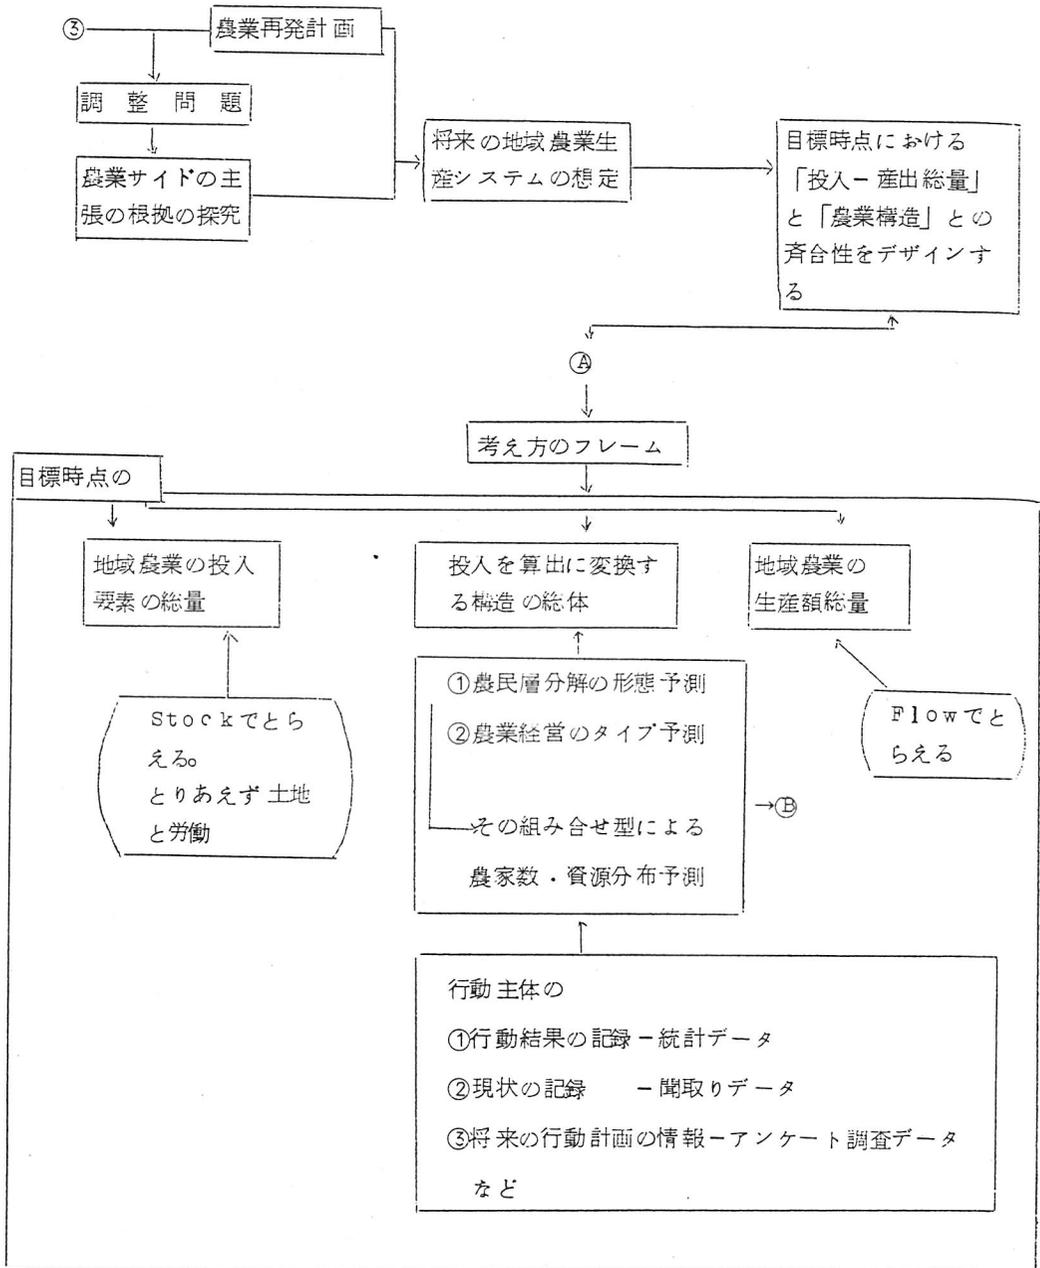 ③
農業再発計画
調整問題
農業サイドの主
張の根拠の探究
将来の地域農業生
産システムの想定
目標時点における
「投入－産出総量」
と「農業構造」との
斉合性をデザインす
る
Ⓐ
考え方のフレーム
目標時点の
地域農業の投入
要素の総量
投入を算出に変換す
る構造の総体
地域農業の
生産額総量
Stockでとら
える。
とりあえず土地
と労働
①農民層分解の形態予測
②農業経営のタイプ予測
その組み合せ型による
農家数・資源分布予測
→Ⓑ
Flowでと
らえる
行動主体の
①行動結果の記録－統計データ
②現状の記録　－聞取りデータ
③将来の行動計画の情報－アンケート調査データ
など